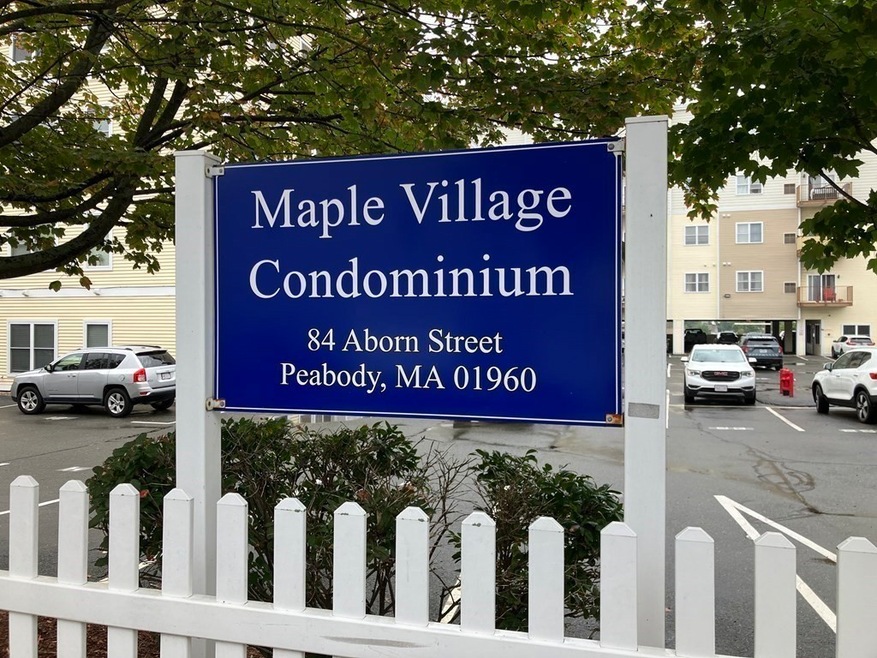 Maple Village
Condominium
84 Aborn Street
Peabody, MA 01960